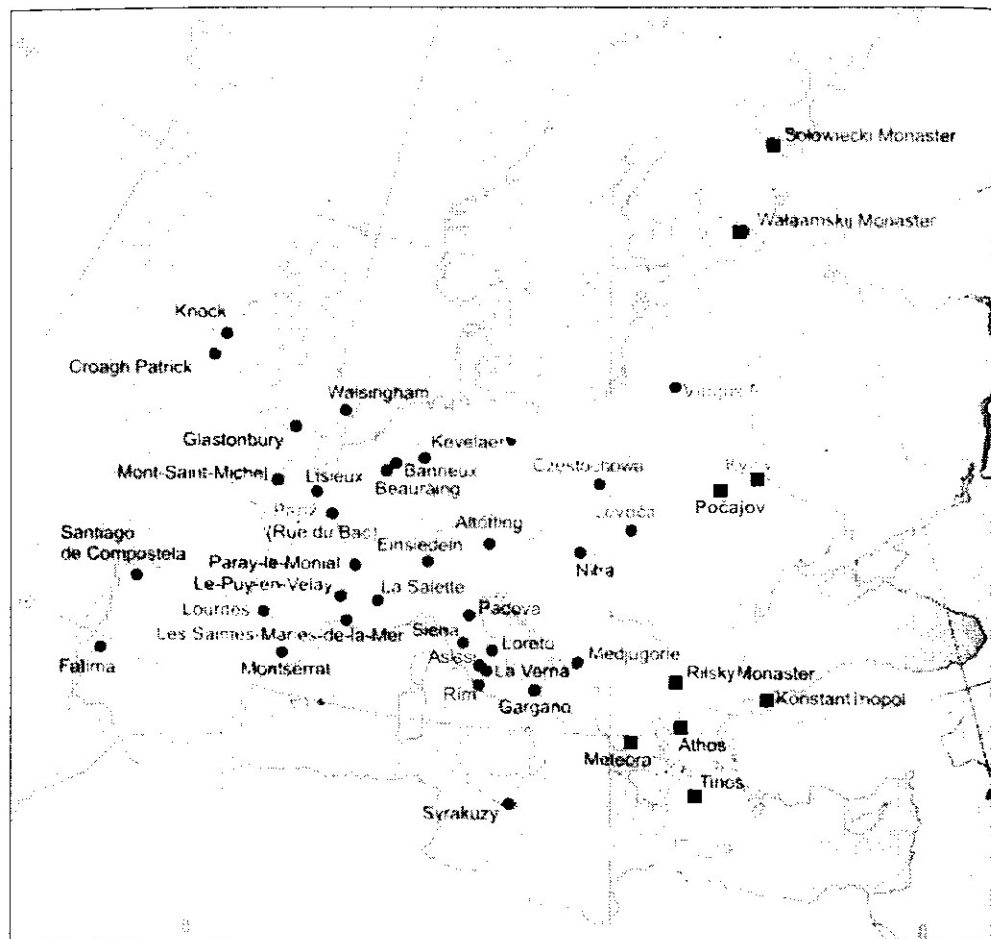 Sołowiecki Monaster
Wałaamskij Monaster
Knock
Croagh Patrick
Walsingham
Glastonbury
Kevelaer
Mont-Saint-Michel
Lisieux
Banneux
Beauraing
Częstochowa
Počajov
(Rue du Bac)
Altötting
Santiago
de Compostela
Einsiedeln
Paray-le-Monial
Nitra
Le-Puy-en-Velay
La Salette
Lourdes
Padova
Les Saintes-Maries-de-la-Mer
Siena
Loreto
Fatima
Montserrat
La Verna
Medjugorie
Rilsky Monaster
Rim
Gargano
Konstantinopol
Athos
Meteora
Tinos
Syrakuzy